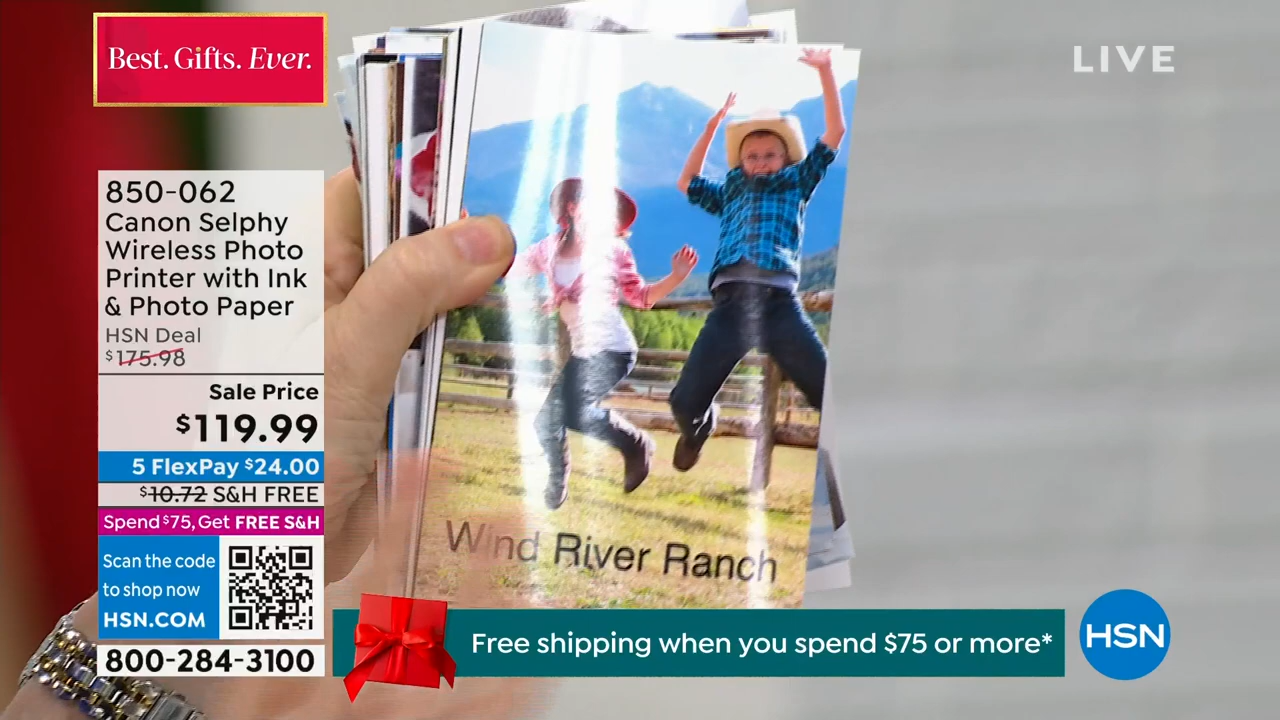 Best. Gifts. Ever.
LIVE
850-062
Canon Selphy
Wireless Photo
Printer with Ink
& Photo Paper
HSN Deal
$175.98
Sale Price
$119.99
5 FlexPay $24.00
$10.72 S&H FREE
Spend $75, Get FREE S&H
Scan the code
to shop now
HSN.COM
800-284-3100
Wind River Ranch
Free shipping when you spend $75 or more*
HSN